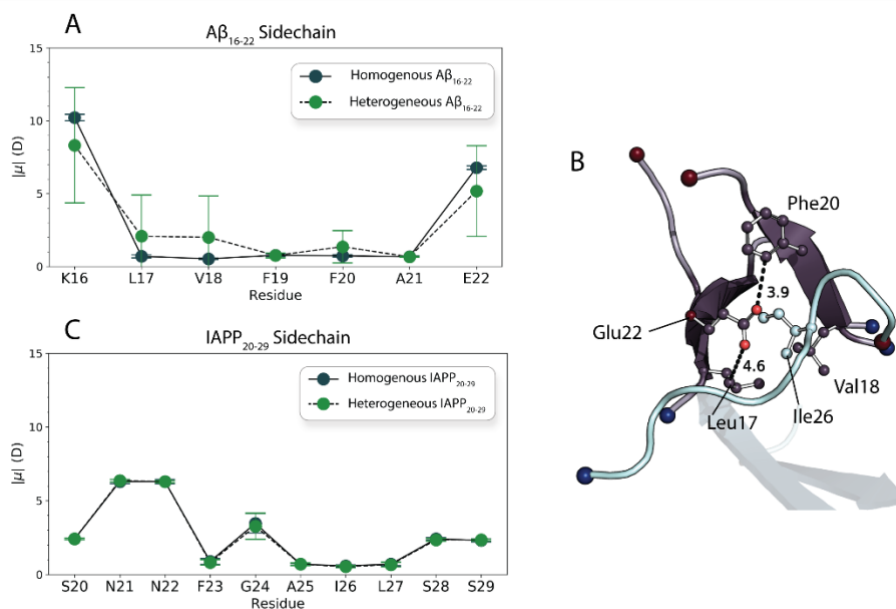 A
Aβ16-22 Sidechain
15
10
5
0
|μ| (D)
Homogenous Aβ16-22
Heterogeneous Aβ16-22
K16 L17 V18 F19 F20 A21 E22
Residue
B
Phe20
3.9
Glu22
4.6
Val18
Leu17
Ile26
C
IAPP20-29 Sidechain
15
10
5
0
|μ| (D)
Homogenous IAPP20-29
Heterogeneous IAPP20-29
S20 N21 N22 F23 G24 A25 I26 L27 S28 S29
Residue